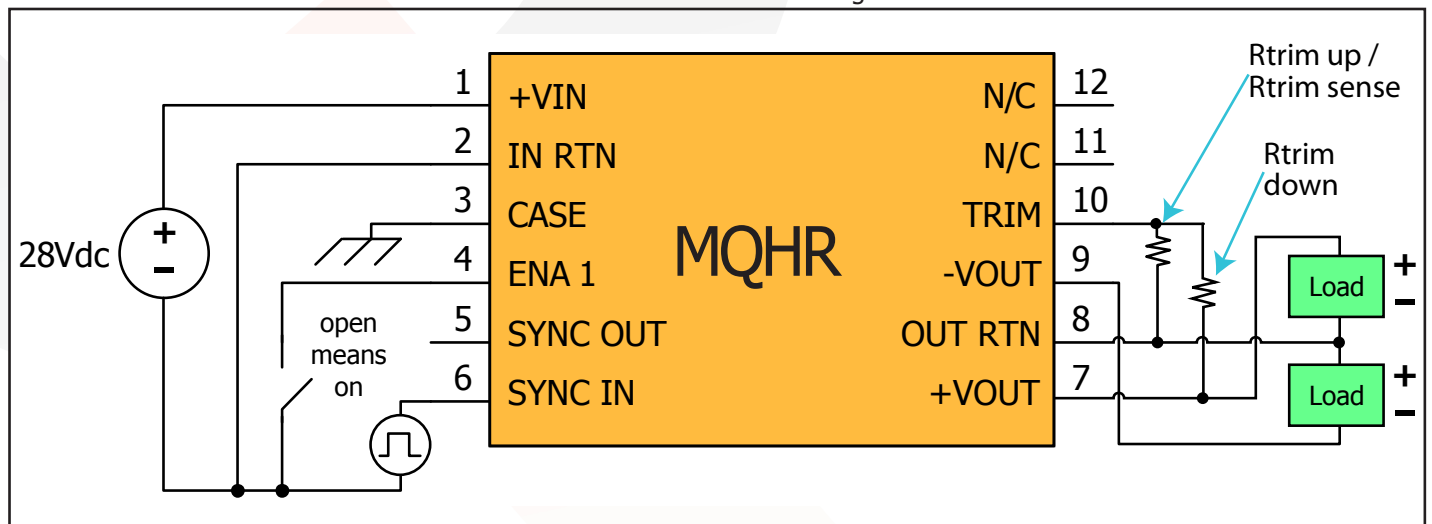 1
+VIN
2
IN RTN
3
CASE
4
ENA 1
5
SYNC OUT
6
SYNC IN
28Vdc
+
–
open
means
on
MQHR
N/C
12
N/C
11
TRIM
10
-VOUT
9
OUT RTN
8
+VOUT
7
Rtrim up /
Rtrim sense
Rtrim
down
Load
+
–
Load
+
–